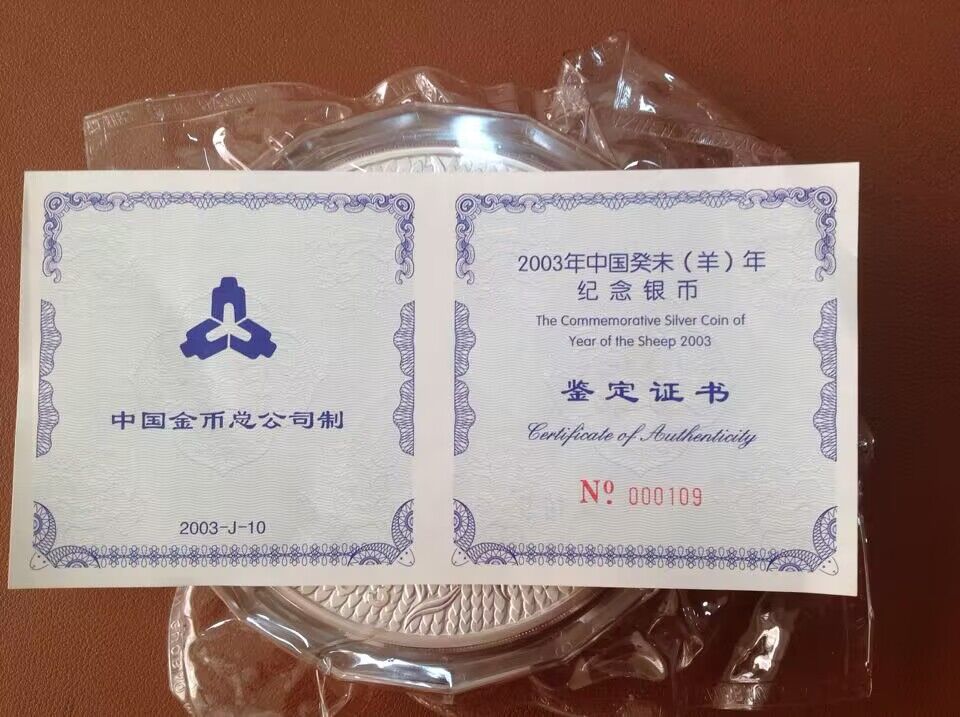 中国金币总公司制
2003-J-10
2003年中国癸未（羊）年
纪念银币
The Commemorative Silver Coin of
Year of the Sheep 2003
鉴定证书
Certificate of Authenticity
Nº 000109